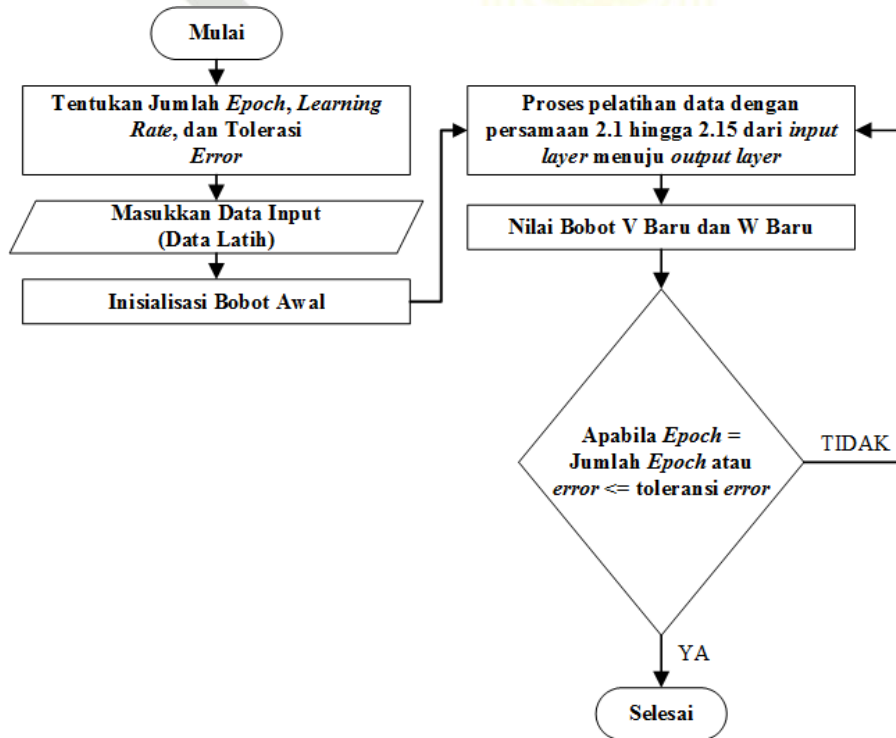 Mulai
Tentukan Jumlah Epoch, Learning
Rate, dan Tolerasi
Error
Masukkan Data Input
(Data Latih)
Inisialisasi Bobot Awal
Proses pelatihan data dengan
persamaan 2.1 hingga 2.15 dari input
layer menuju output layer
Nilai Bobot V Baru dan W Baru
Apabila Epoch =
Jumlah Epoch atau
error <= toleransi error
TIDAK
YA
Selesai